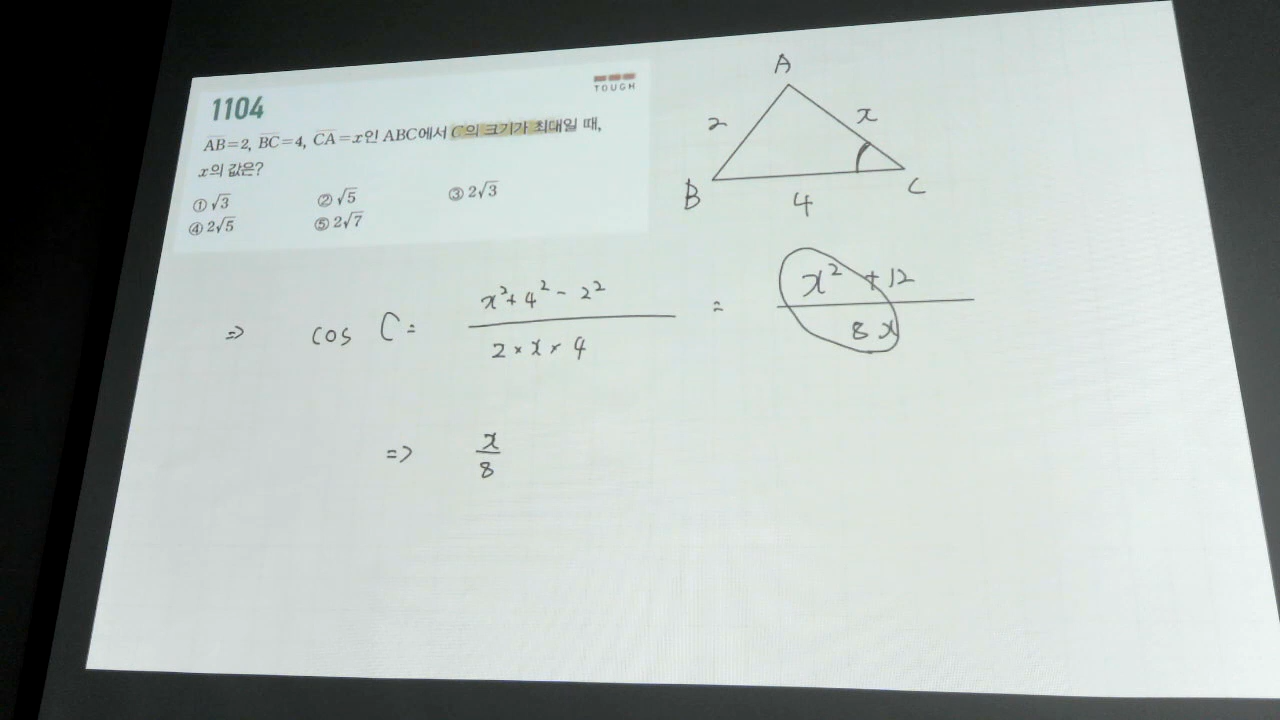 1104
TOUGH
AB=2, BC=4, CA=x인 ABC에서 C의 크기가 최대일 때,
x의 값은?
① √3 ② √5 ③ 2√3
④ 2√5 ⑤ 2√7
A
2
x
B
4
C
⇒ cos C = (x²+4²-2²)/(2×x×4) = (x²+12)/(8x)
⇒ x/8